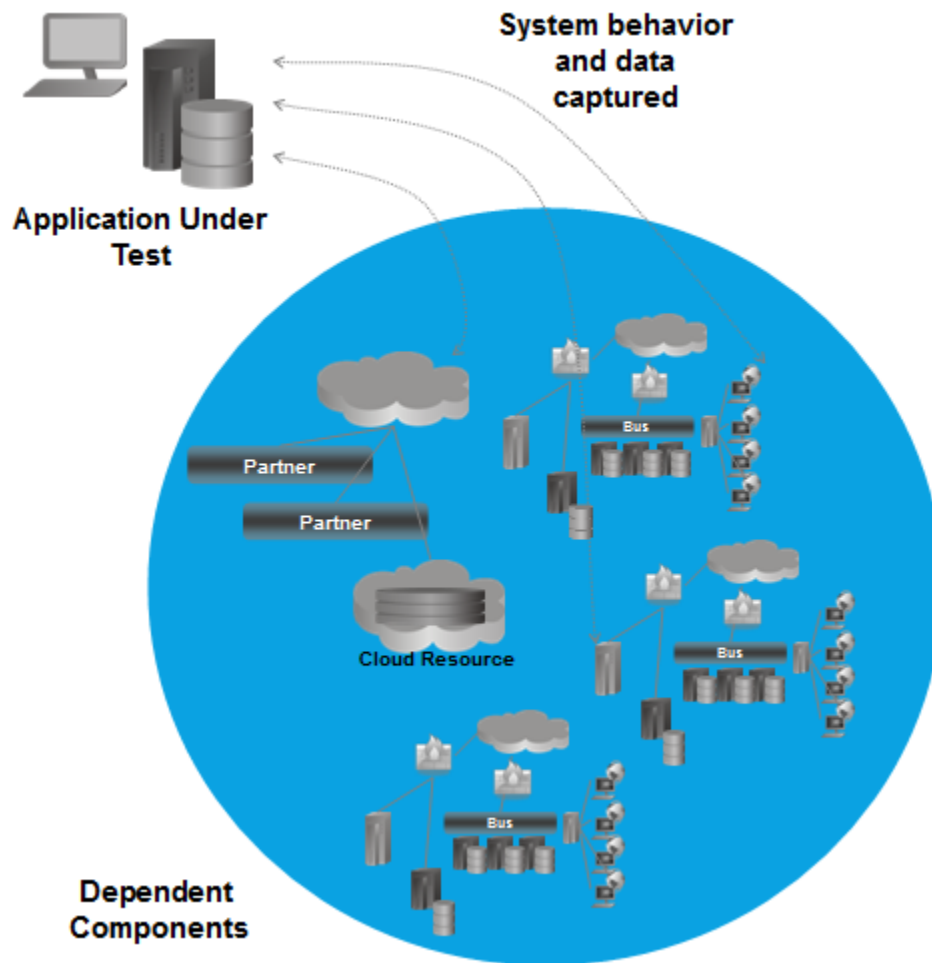 System behavior
and data
captured
Application Under
Test
Bus
Partner
Partner
Cloud Resource
Bus
Bus
Dependent
Components